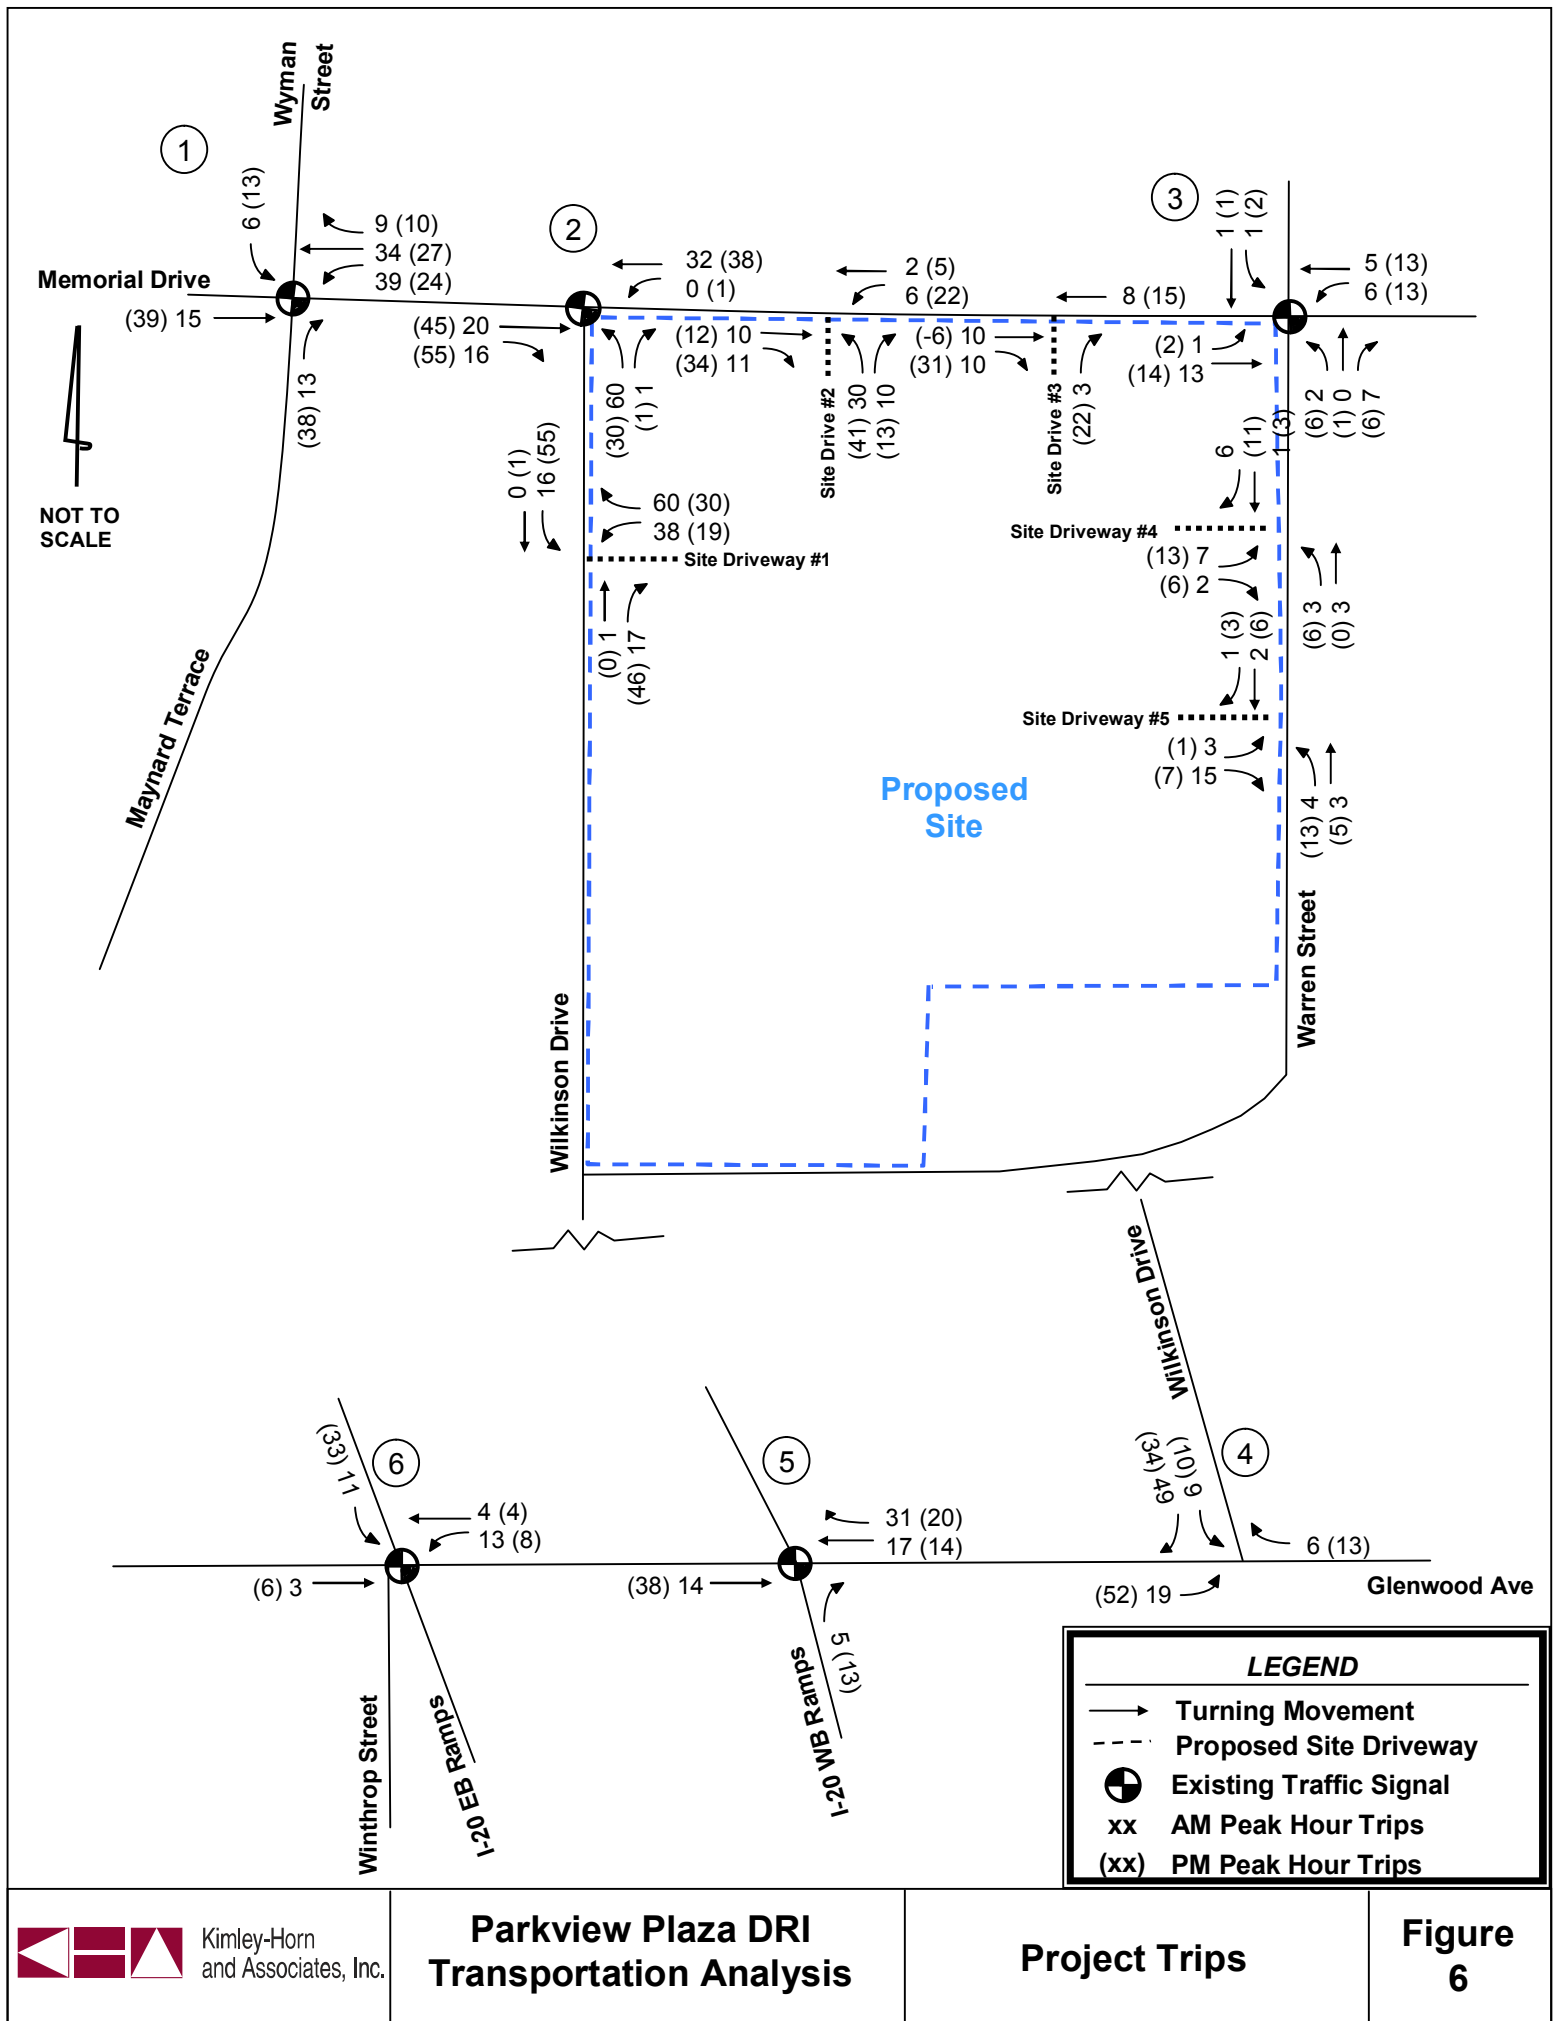 Wyman
Street
1
6 (13)
9 (10)
34 (27)
39 (24)
Memorial Drive
(39) 15
(38) 13
NOT TO
SCALE
Maynard Terrace
2
32 (38)
0 (1)
(45) 20
(55) 16
(30) 60
(1) 1
2 (5)
6 (22)
(12) 10
(34) 11
Site Drive #2
(41) 30
(13) 10
8 (15)
(-6) 10
(31) 10
Site Drive #3
(22) 3
3
1 (1)
1 (2)
5 (13)
6 (13)
(2) 1
(14) 13
(6) 2
(1) 0
(6) 7
0 (1)
16 (55)
60 (30)
38 (19)
Site Driveway #1
(0) 1
(46) 17
6
(11)
1 (3)
Site Driveway #4
(13) 7
(6) 2
(6) 3
(0) 3
1 (3)
2 (6)
Site Driveway #5
(1) 3
(7) 15
(13) 4
(5) 3
Proposed
Site
Wilkinson Drive
Warren Street
Wilkinson Drive
(33) 11
6
4 (4)
13 (8)
(6) 3
Winthrop Street
I-20 EB Ramps
5
31 (20)
17 (14)
(38) 14
5 (13)
I-20 WB Ramps
(34) 49
(10) 9
4
6 (13)
(52) 19
Glenwood Ave
LEGEND
Turning Movement
Proposed Site Driveway
Existing Traffic Signal
xx AM Peak Hour Trips
(xx) PM Peak Hour Trips
Kimley-Horn
and Associates, Inc.
Parkview Plaza DRI
Transportation Analysis
Project Trips
Figure
6